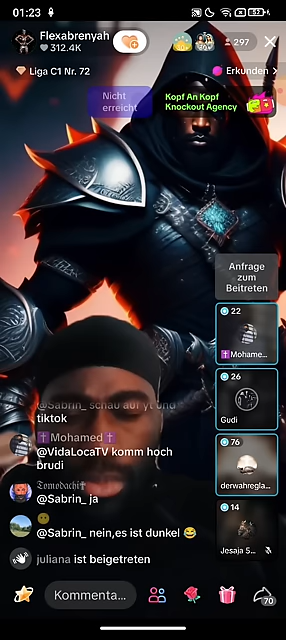 01:23
52
Flexabrenyah
312.4K
297
Liga C1 Nr. 72
Erkunden
Nicht
erreicht
Kopf An Kopf
Knockout Agency
Anfrage
zum
Beitreten
22
✝️Mohame...
26
Gudi
76
derwahregla...
14
Jesaja S...
@Sabrin_ schau auf yt und
tiktok
✝️Mohamed✝️
@VidaLocaTV komm hoch
brudi
𝕿𝖔𝖒𝖔𝖉𝖆𝖈𝖍𝖎✝
@Sabrin_ ja
@Sabrin_ nein,es ist dunkel 😂
juliana ist beigetreten
Kommenta...
70